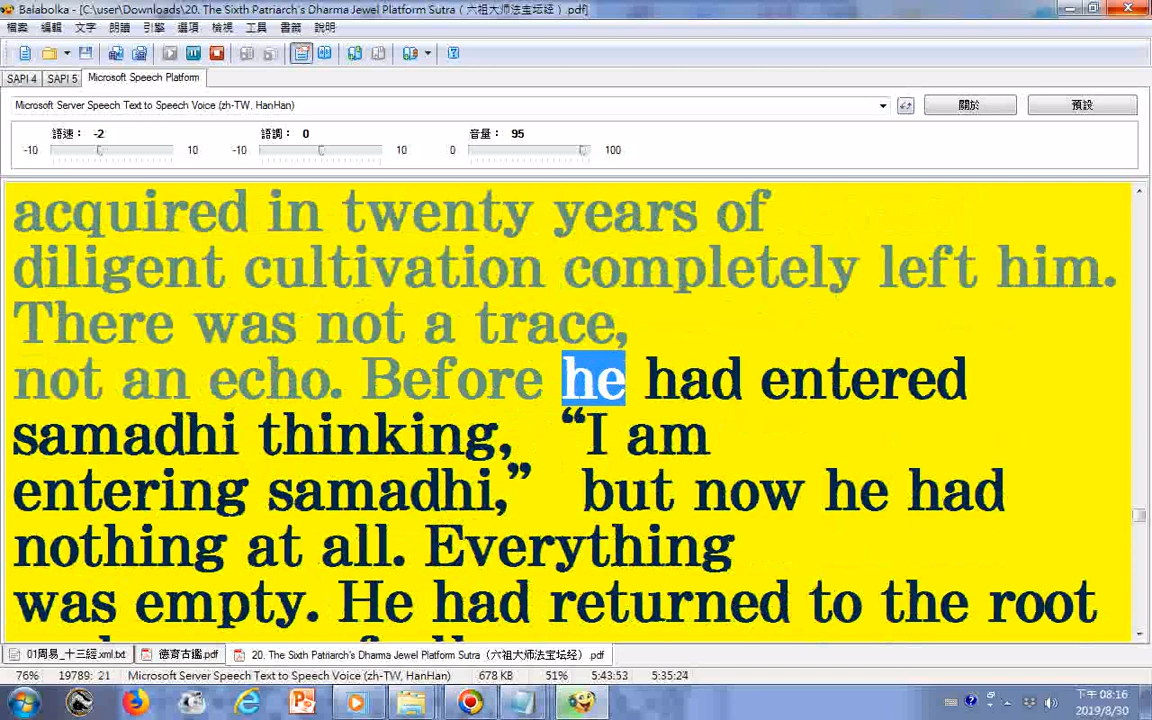 Balabolka - [C:\user\Downloads\20. The Sixth Patriarch's Dharma Jewel Platform Sutra（六祖大师法宝坛经）.pdf]
檔案 編輯 文字 朗讀 引擎 選項 檢視 工具 書籤 說明
SAPI 4 SAPI 5 Microsoft Speech Platform
Microsoft Server Speech Text to Speech Voice (zh-TW, HanHan) 關於 預設
語速： -2 語調： 0 音量： 95
-10 10 -10 10 0 100
acquired in twenty years of
diligent cultivation completely left him.
There was not a trace,
not an echo. Before he had entered
samadhi thinking, “I am
entering samadhi,” but now he had
nothing at all. Everything
was empty. He had returned to the root
01周易_十三經.xml.txt 德育古鑑.pdf 20. The Sixth Patriarch's Dharma Jewel Platform Sutra（六祖大师法宝坛经）.pdf
76% 19789: 21 Microsoft Server Speech Text to Speech Voice (zh-TW, HanHan) 678 KB 51% 5:43:53 5:35:24
下午 08:16
2019/8/30